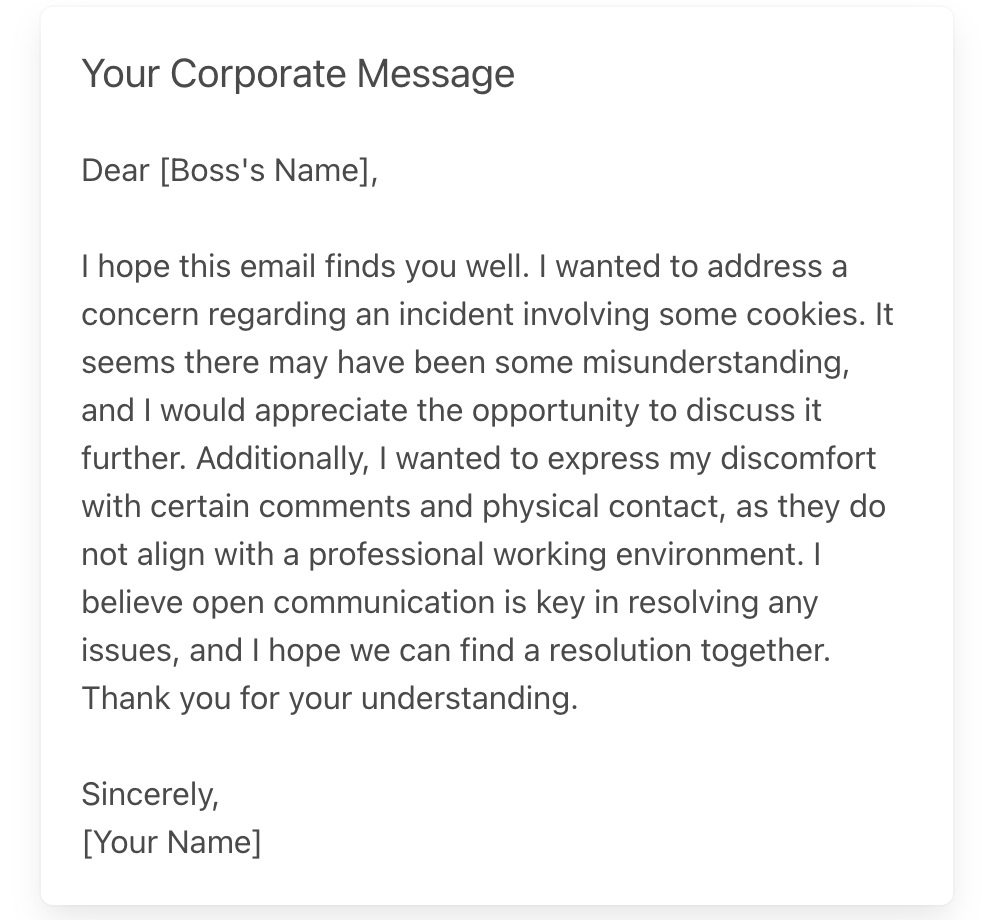 Your Corporate Message
Dear [Boss's Name],
I hope this email finds you well. I wanted to address a
concern regarding an incident involving some cookies. It
seems there may have been some misunderstanding,
and I would appreciate the opportunity to discuss it
further. Additionally, I wanted to express my discomfort
with certain comments and physical contact, as they do
not align with a professional working environment. I
believe open communication is key in resolving any
issues, and I hope we can find a resolution together.
Thank you for your understanding.
Sincerely,
[Your Name]